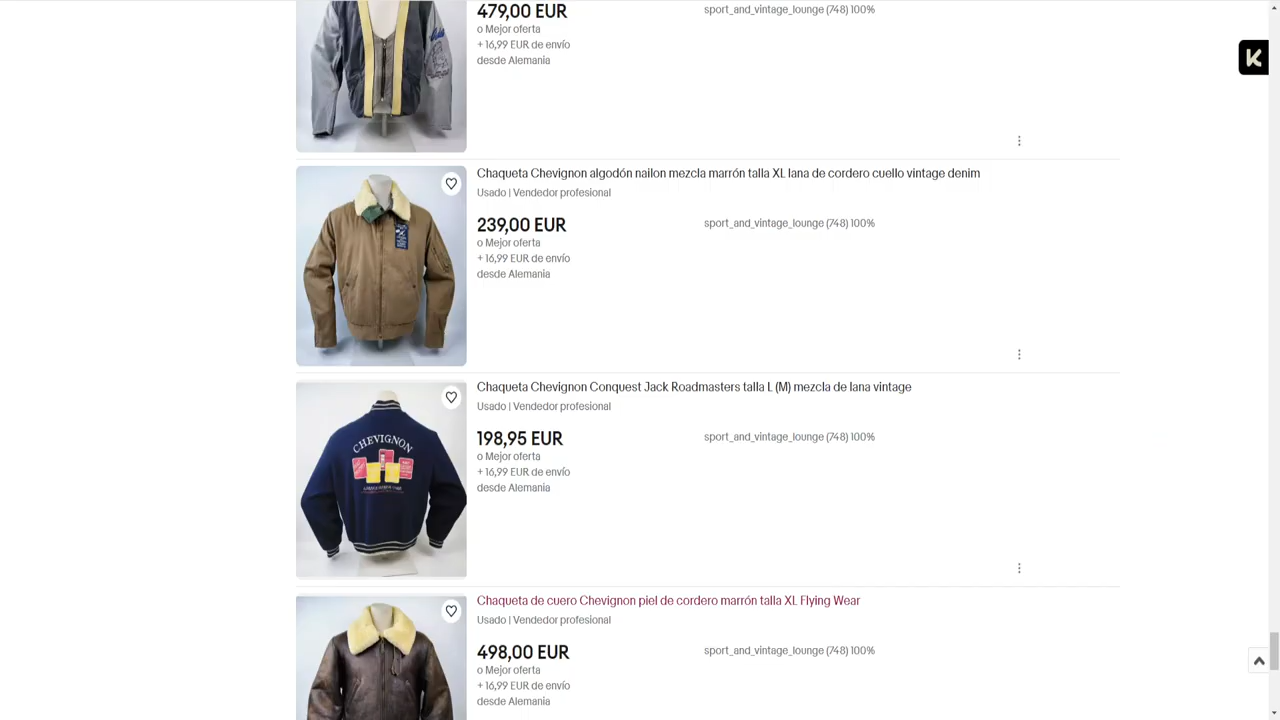 479,00 EUR
sport_and_vintage_lounge (748) 100%
o Mejor oferta
+ 16,99 EUR de envío
desde Alemania
K
Chaqueta Chevignon algodón nailon mezcla marrón talla XL lana de cordero cuello vintage denim
Usado | Vendedor profesional
239,00 EUR
sport_and_vintage_lounge (748) 100%
o Mejor oferta
+ 16,99 EUR de envío
desde Alemania
Chaqueta Chevignon Conquest Jack Roadmasters talla L (M) mezcla de lana vintage
Usado | Vendedor profesional
CHEVIGNON
198,95 EUR
sport_and_vintage_lounge (748) 100%
o Mejor oferta
+ 16,99 EUR de envío
desde Alemania
Chaqueta de cuero Chevignon piel de cordero marrón talla XL Flying Wear
Usado | Vendedor profesional
498,00 EUR
sport_and_vintage_lounge (748) 100%
o Mejor oferta
+ 16,99 EUR de envío
desde Alemania